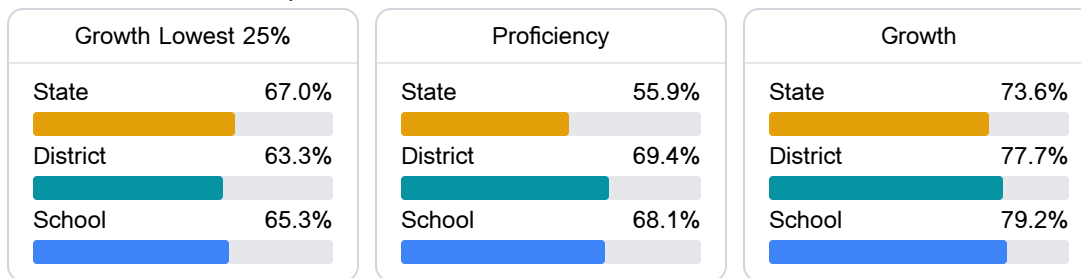 Growth Lowest 25%
State 67.0%
District 63.3%
School 65.3%
Proficiency
State 55.9%
District 69.4%
School 68.1%
Growth
State 73.6%
District 77.7%
School 79.2%